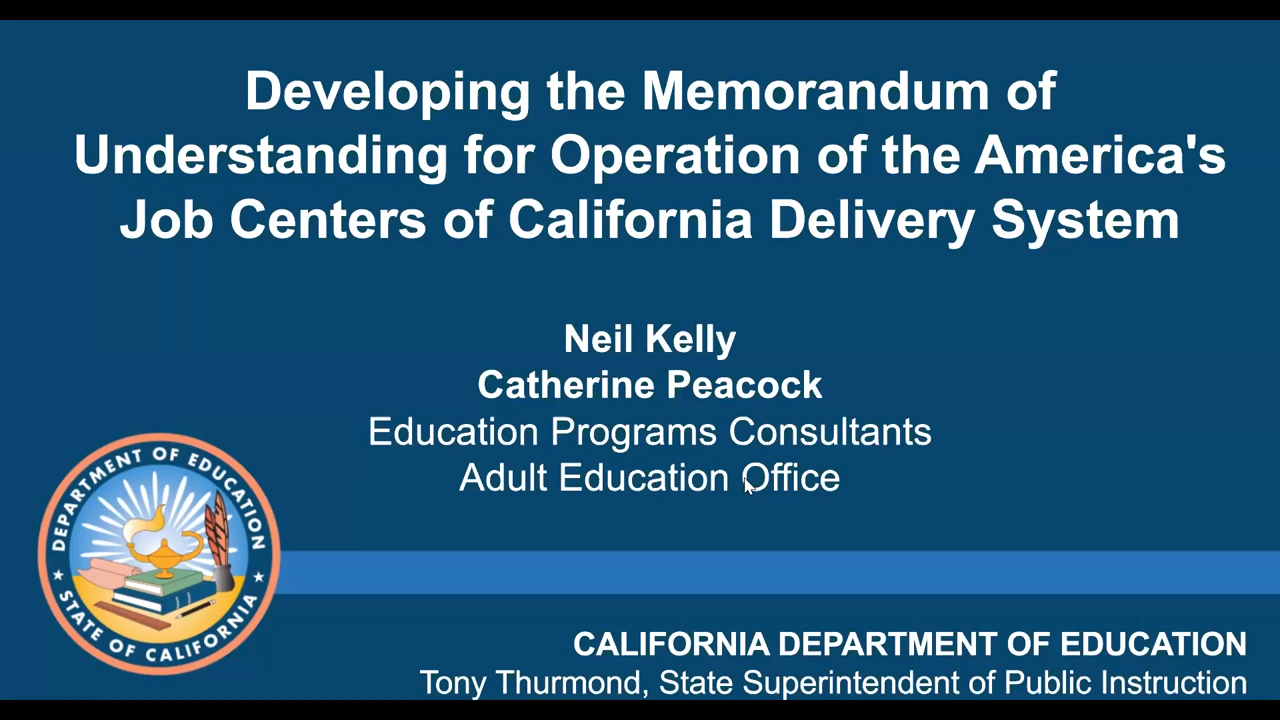 Developing the Memorandum of
Understanding for Operation of the America's
Job Centers of California Delivery System
Neil Kelly
Catherine Peacock
Education Programs Consultants
Adult Education Office
DEPARTMENT OF EDUCATION
STATE OF CALIFORNIA
CALIFORNIA DEPARTMENT OF EDUCATION
Tony Thurmond, State Superintendent of Public Instruction